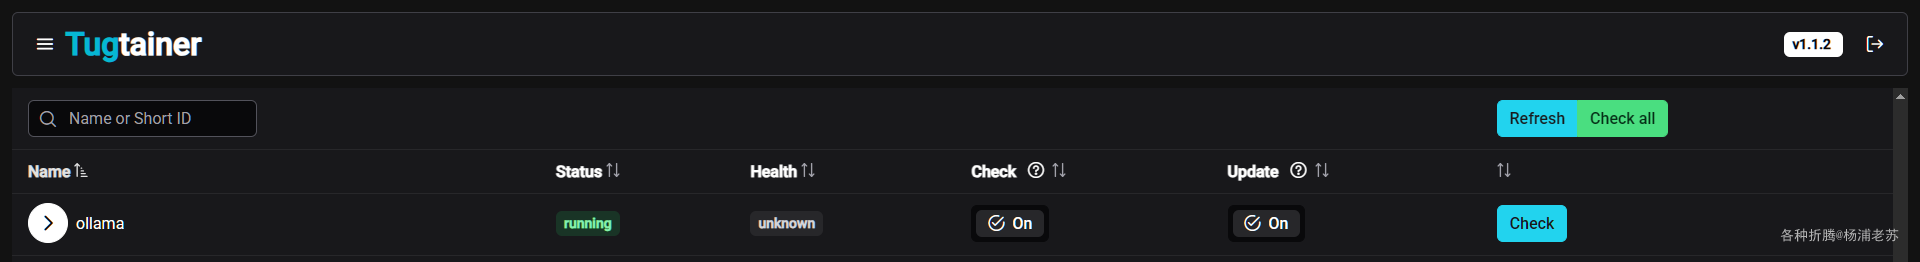 Tugtainer
v1.1.2
Name or Short ID
Refresh Check all
Name Status Health Check Update
ollama running unknown On On Check
各种折腾@杨浦老苏